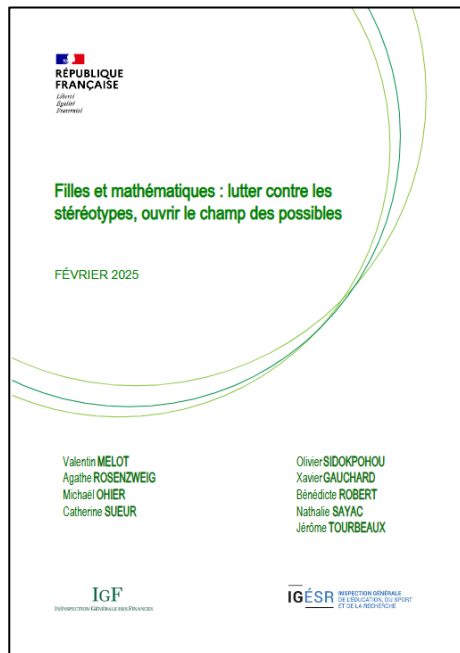 RÉPUBLIQUE
FRANÇAISE
Liberté
Égalité
Fraternité
Filles et mathématiques : lutter contre les
stéréotypes, ouvrir le champ des possibles
FÉVRIER 2025
Valentin MELOT
Agathe ROSENZWEIG
Michaël OHIER
Catherine SUEUR
Olivier SIDOKPOHOU
Xavier GAUCHARD
Bénédicte ROBERT
Nathalie SAYAC
Jérôme TOURBEAUX
IGF
INSPECTION GÉNÉRALE DES FINANCES
IGÉSR
INSPECTION GÉNÉRALE
DE L'ÉDUCATION, DU SPORT
ET DE LA RECHERCHE